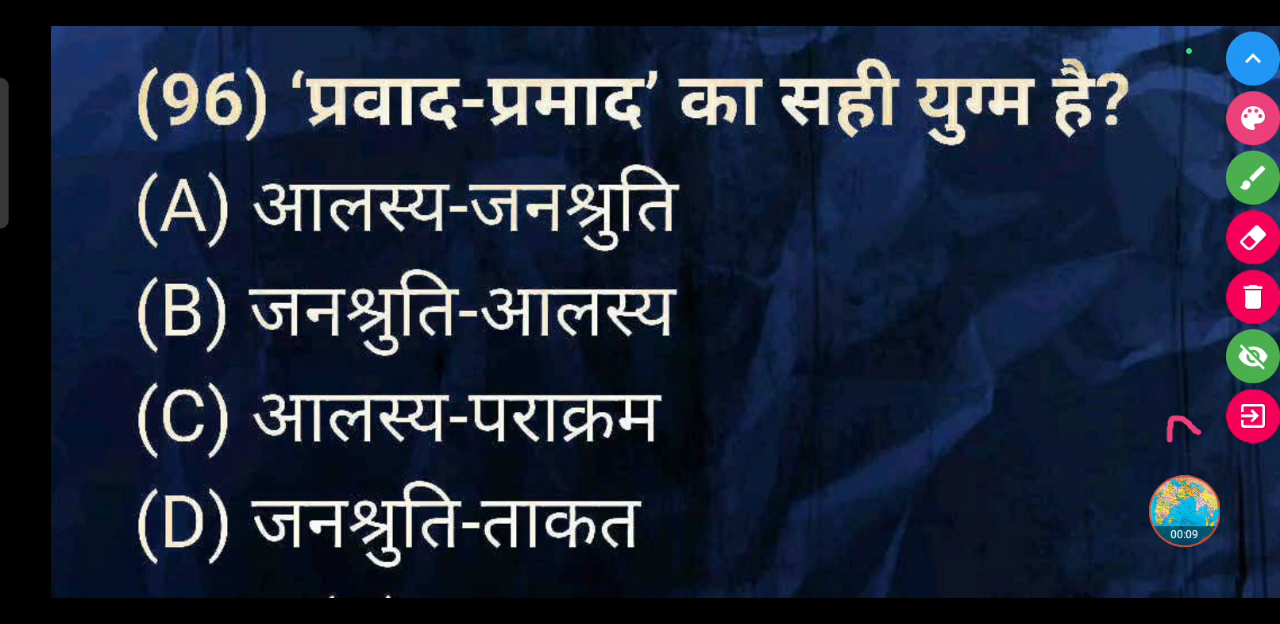 (96) ‘प्रवाद-प्रमाद’ का सही युग्म है?
(A) आलस्य-जनश्रुति
(B) जनश्रुति-आलस्य
(C) आलस्य-पराक्रम
(D) जनश्रुति-ताकत
00:09